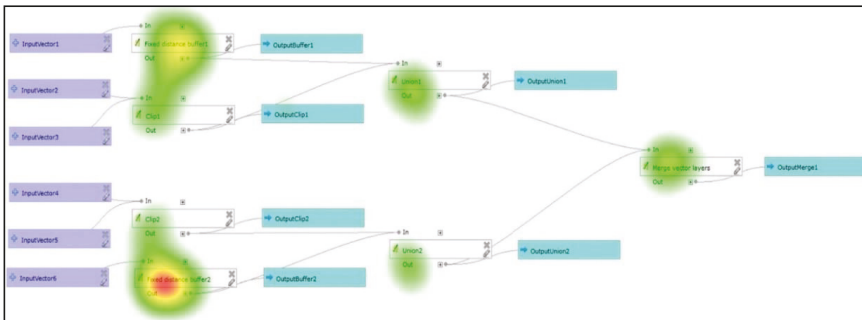 In
InputVector1
Fixed distance buffer1
OutputBuffer1
Out
In
InputVector2
In
Union1
OutputUnion1
Out
Clip1
OutputClip1
Out
InputVector3
In
Merge vector layers
OutputMerge1
Out
InputVector4
In
Clip0
OutputClip2
Out
InputVector5
In
Union2
OutputUnion2
Out
In
InputVector6
Fixed distance buffer2
OutputBuffer2
Out